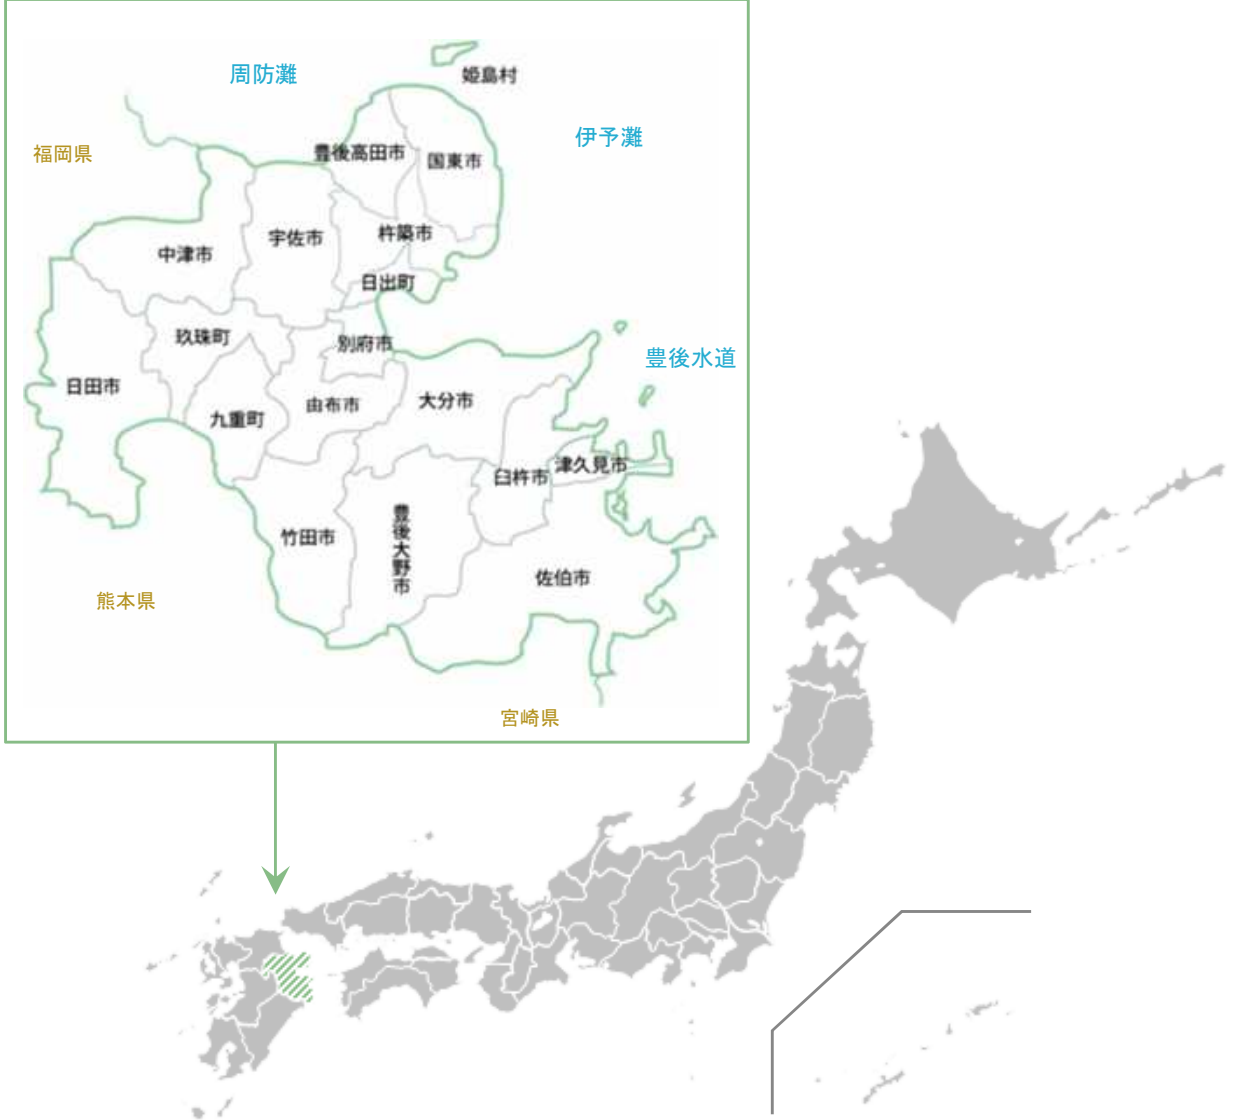 姫島村
周防灘
伊予灘
福岡県
豊後高田市
国東市
杵築市
宇佐市
中津市
日出町
玖珠町
別府市
豊後水道
日田市
九重町
由布市
大分市
津久見市
臼杵市
竹田市
豊後大野市
佐伯市
熊本県
宮崎県